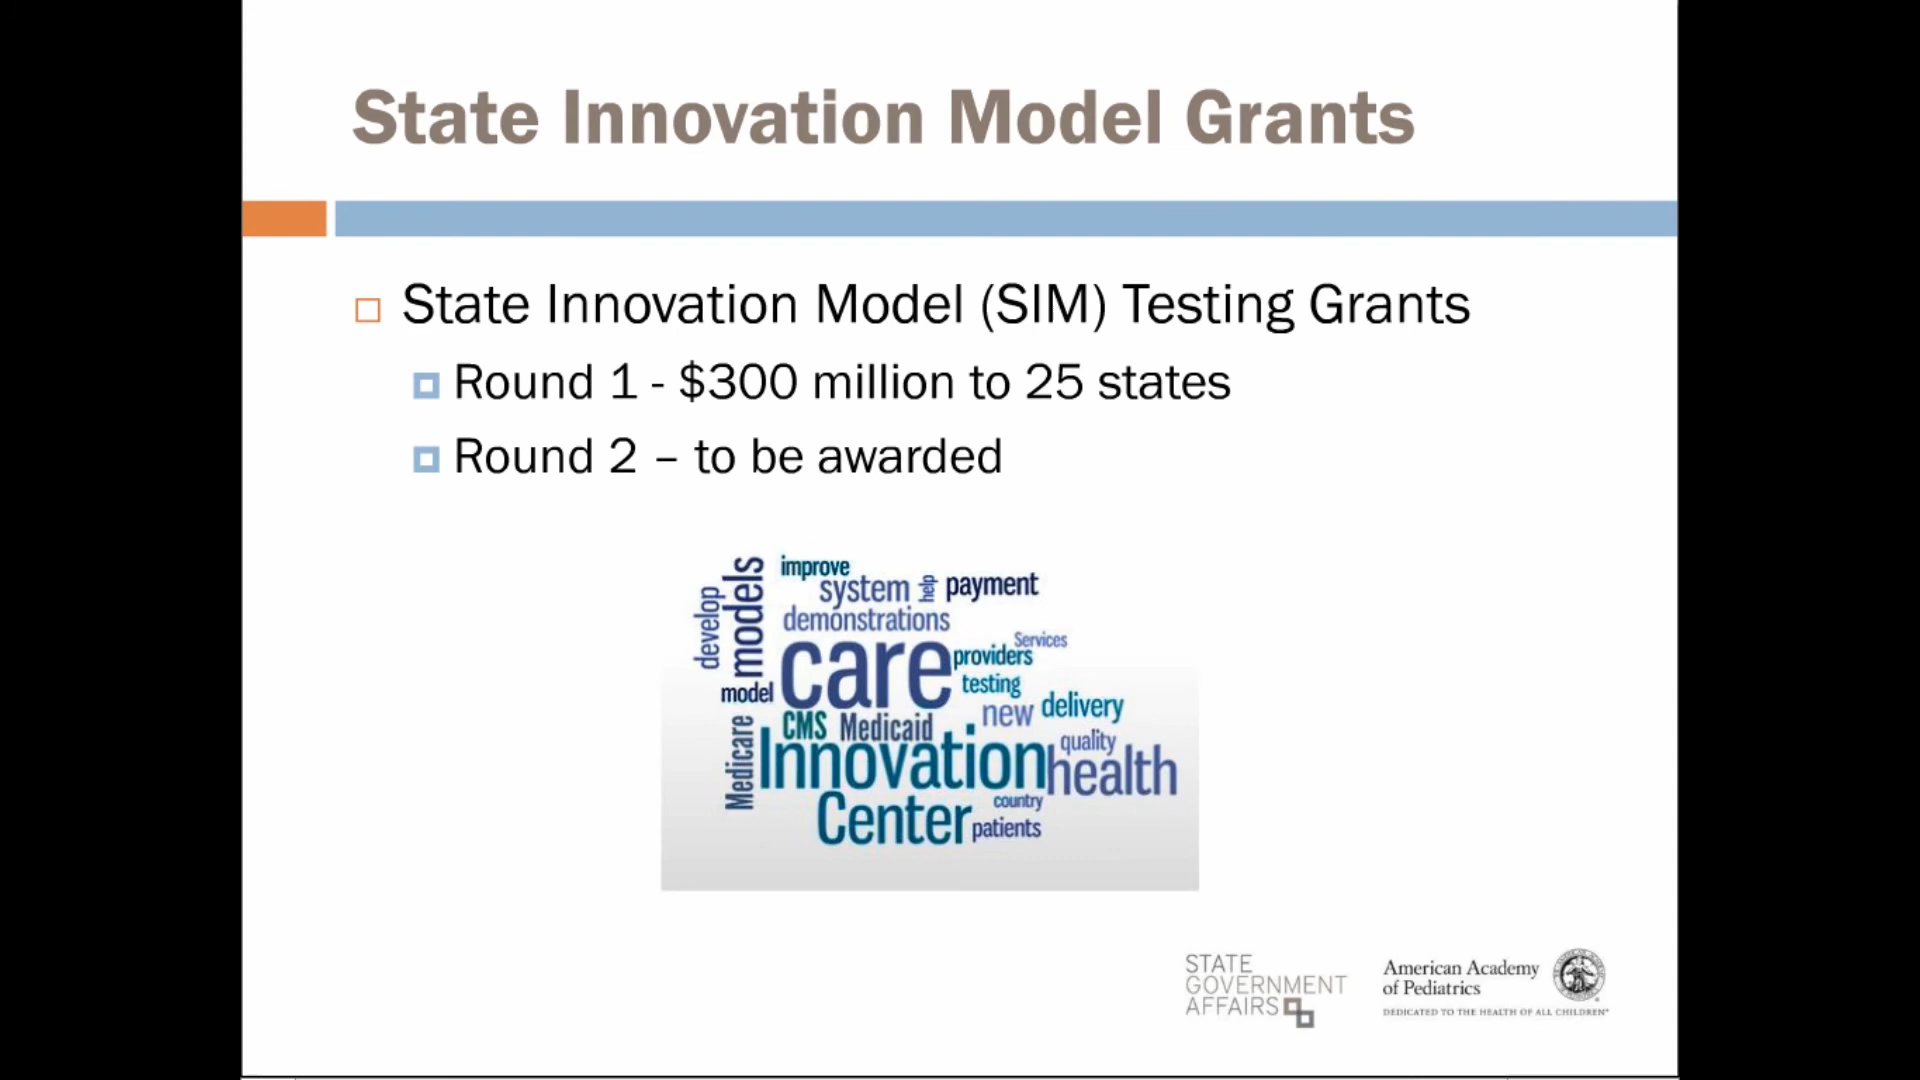 State Innovation Model Grants
State Innovation Model (SIM) Testing Grants
Round 1 - $300 million to 25 states
Round 2 – to be awarded
improve
system help payment
develop
models
demonstrations
Services
care providers
testing
model
new delivery
CMS Medicaid
Medicare
Innovation
quality
health
country
Center patients
STATE
GOVERNMENT
AFFAIRS
American Academy
of Pediatrics
DEDICATED TO THE HEALTH OF ALL CHILDREN®